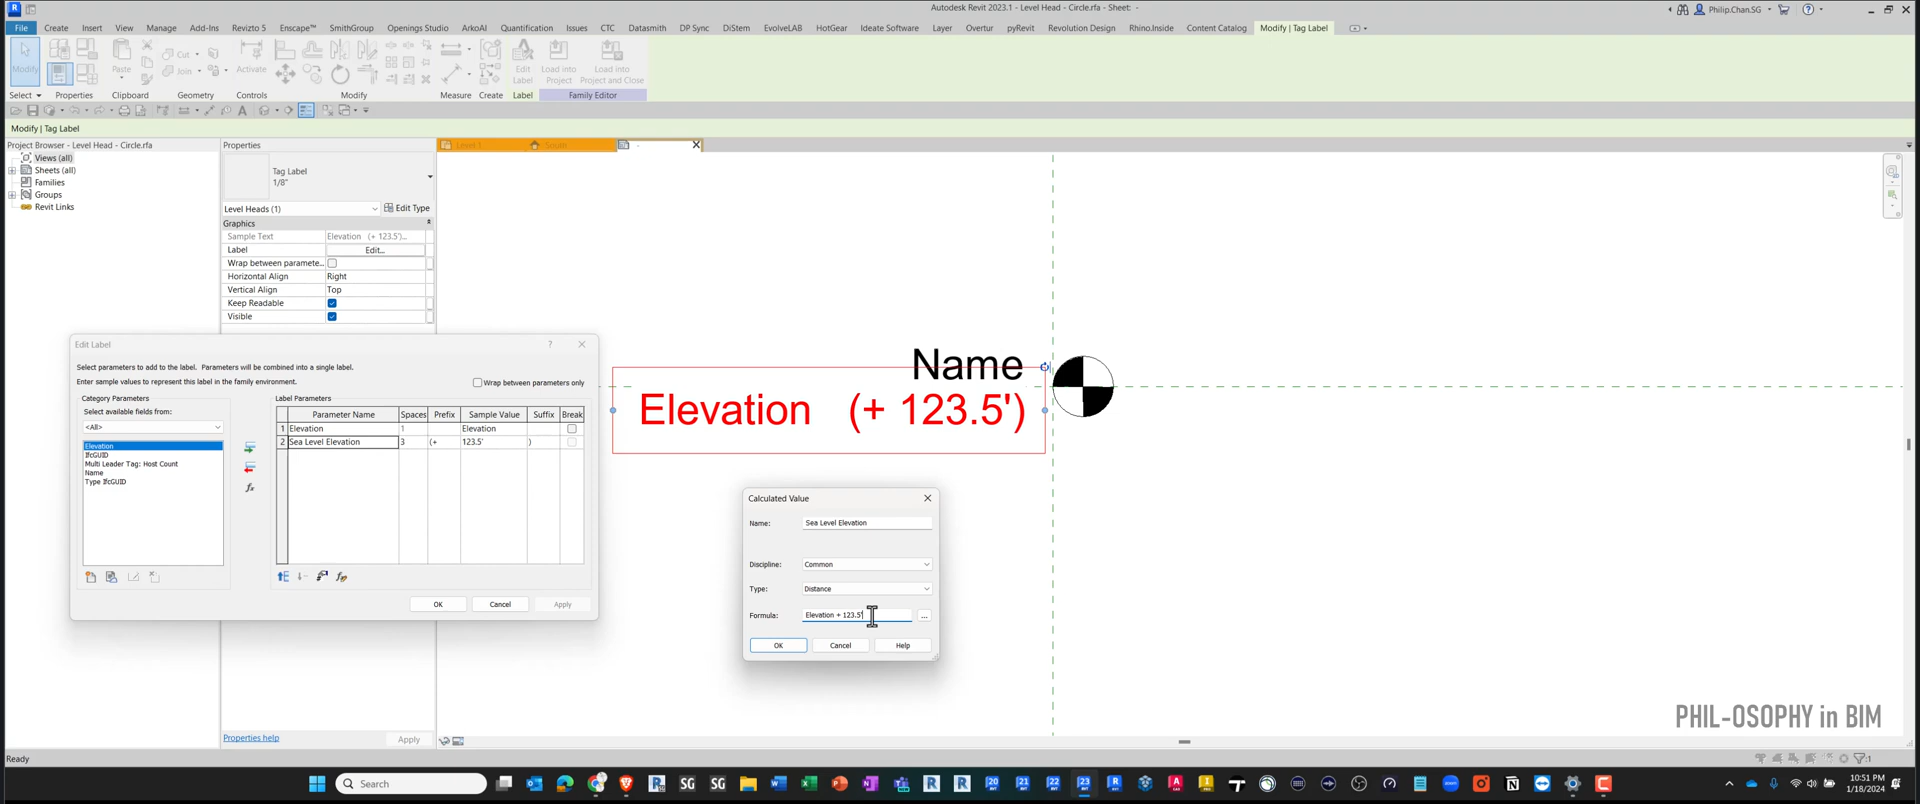 Autodesk Revit 2023.1 - Level Head - Circle.rfa - Sheet: -
Philip.Chan.SG
File Create Insert View Manage Add-Ins Revizto 5 Enscape™ SmithGroup Openings Studio ArkoAI Quantification Issues CTC Datasmith DP Sync DiStem EvolveLAB HotGear Ideate Software Layer Overtur pyRevit Revolution Design Rhino.Inside Content Catalog Modify | Tag Label
Modify Paste Cut Join Activate Edit Label Load into Project Load into Project and Close
Select Properties Clipboard Geometry Controls Modify Measure Create Label Family Editor
Modify | Tag Label
Project Browser - Level Head - Circle.rfa
Views (all)
Sheets (all)
Families
Groups
Revit Links
Properties
Tag Label
1/8"
Level Heads (1) Edit Type
Graphics
Sample Text Elevation (+ 123.5')...
Label Edit...
Wrap between paramete...
Horizontal Align Right
Vertical Align Top
Keep Readable
Visible
Properties help Apply
Level 1 South -
Name
Elevation (+ 123.5')
Edit Label
Select parameters to add to the label. Parameters will be combined into a single label.
Enter sample values to represent this label in the family environment.
Wrap between parameters only
Category Parameters
Select available fields from:
<All>
Elevation
IfcGUID
Multi Leader Tag: Host Count
Name
Type IfcGUID
Label Parameters
Parameter Name Spaces Prefix Sample Value Suffix Break
1 Elevation 1 Elevation
2 Sea Level Elevation 3 (+ 123.5' )
OK Cancel Apply
Calculated Value
Name: Sea Level Elevation
Discipline: Common
Type: Distance
Formula: Elevation + 123.5' ...
OK Cancel Help
PHIL-OSOPHY in BIM
Ready
:1
Search
10:51 PM
1/18/2024